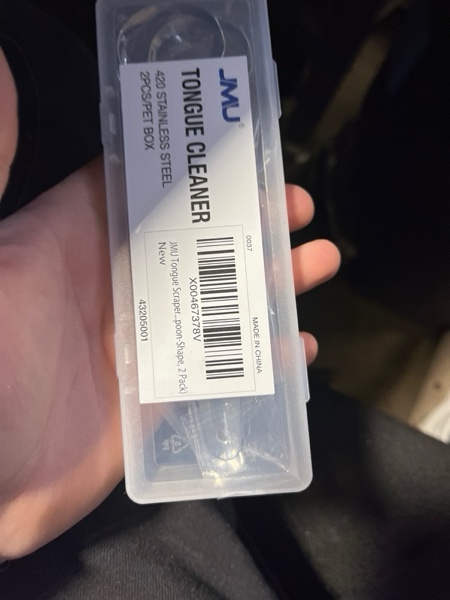 JMU®
TONGUE CLEANER
420 STAINLESS STEEL
2PCS/PET BOX
0037
MADE IN CHINA
X00467378V
JMU Tongue Scraper...poon-Shape, 2 Pack)
New
43205001